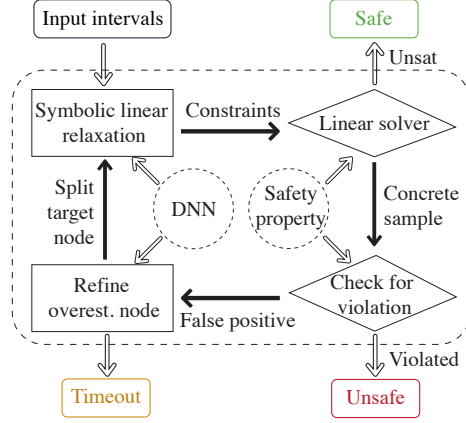 Input intervals
Safe
Unsat
Symbolic linear
relaxation
Constraints
Linear solver
Split
target
node
DNN
Safety
property
Concrete
sample
Refine
overest. node
False positive
Check for
violation
Violated
Timeout
Unsafe